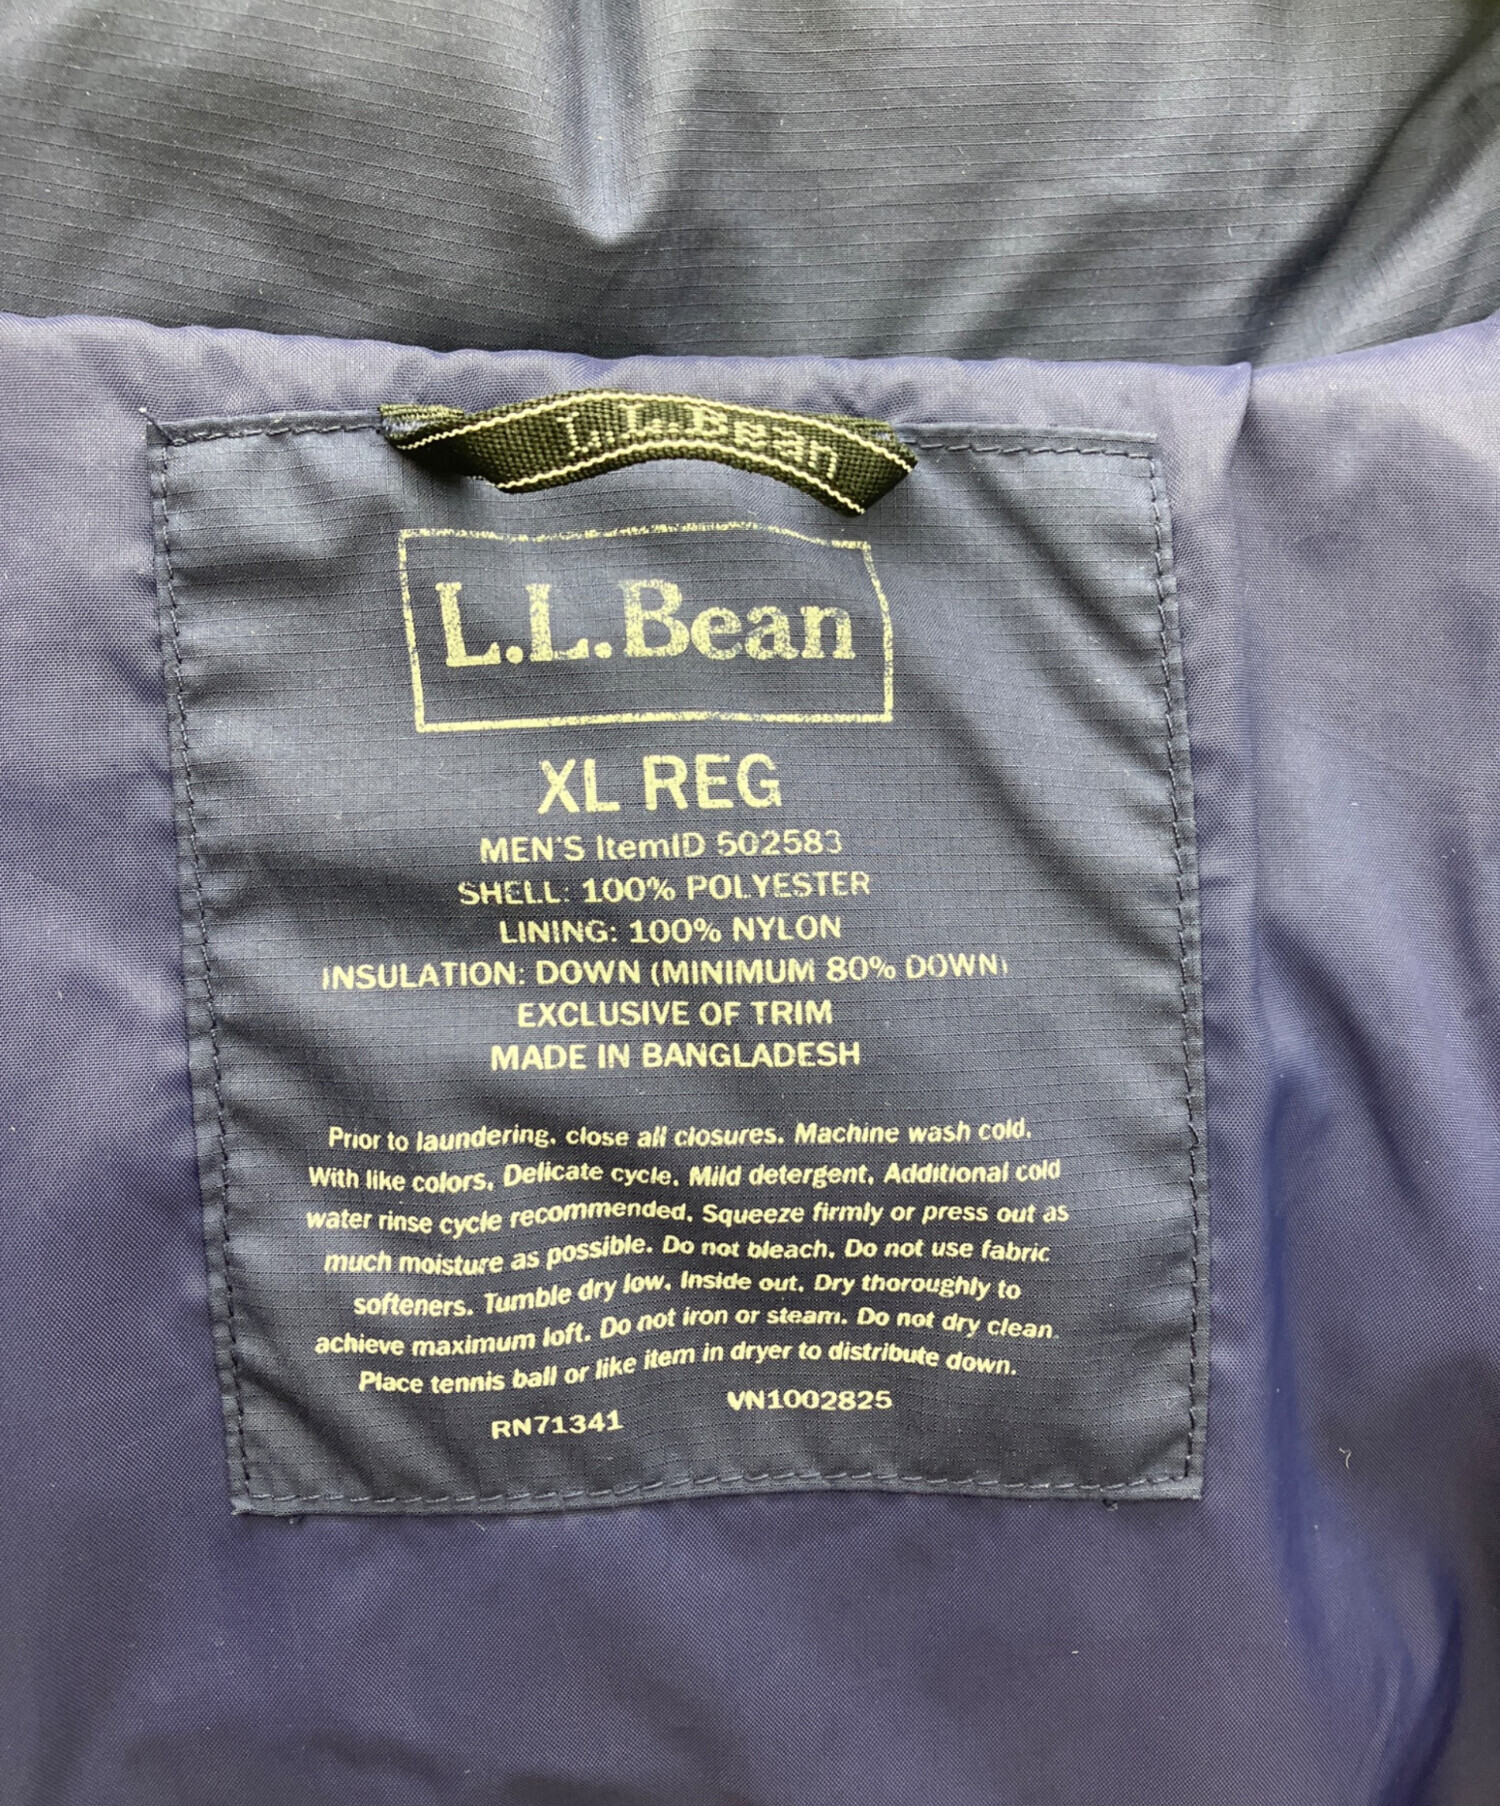 L.L.Bean
L.L.Bean
XL REG
MEN'S ItemID 502583
SHELL: 100% POLYESTER
LINING: 100% NYLON
INSULATION: DOWN (MINIMUM 80% DOWN)
EXCLUSIVE OF TRIM
MADE IN BANGLADESH
Prior to laundering, close all closures. Machine wash cold.
With like colors. Delicate cycle. Mild detergent. Additional cold
water rinse cycle recommended. Squeeze firmly or press out as
much moisture as possible. Do not bleach. Do not use fabric
softeners. Tumble dry low. Inside out. Dry thoroughly to
achieve maximum loft. Do not iron or steam. Do not dry clean.
Place tennis ball or like item in dryer to distribute down.
RN71341 VN1002825